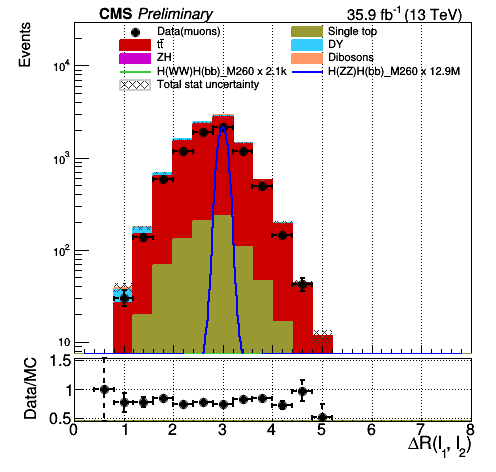 CMS Preliminary 35.9 fb⁻¹ (13 TeV)
Events
Data(muons) Single top
tt̄ DY
ZH Dibosons
H(WW)H(bb)_M260 x 2.1k H(ZZ)H(bb)_M260 x 12.9M
Total stat uncertainty
10⁴
10³
10²
10
Data/MC
1.5
1
0.5
0 1 2 3 4 5 6 7 8
ΔR(l₁, l₂)